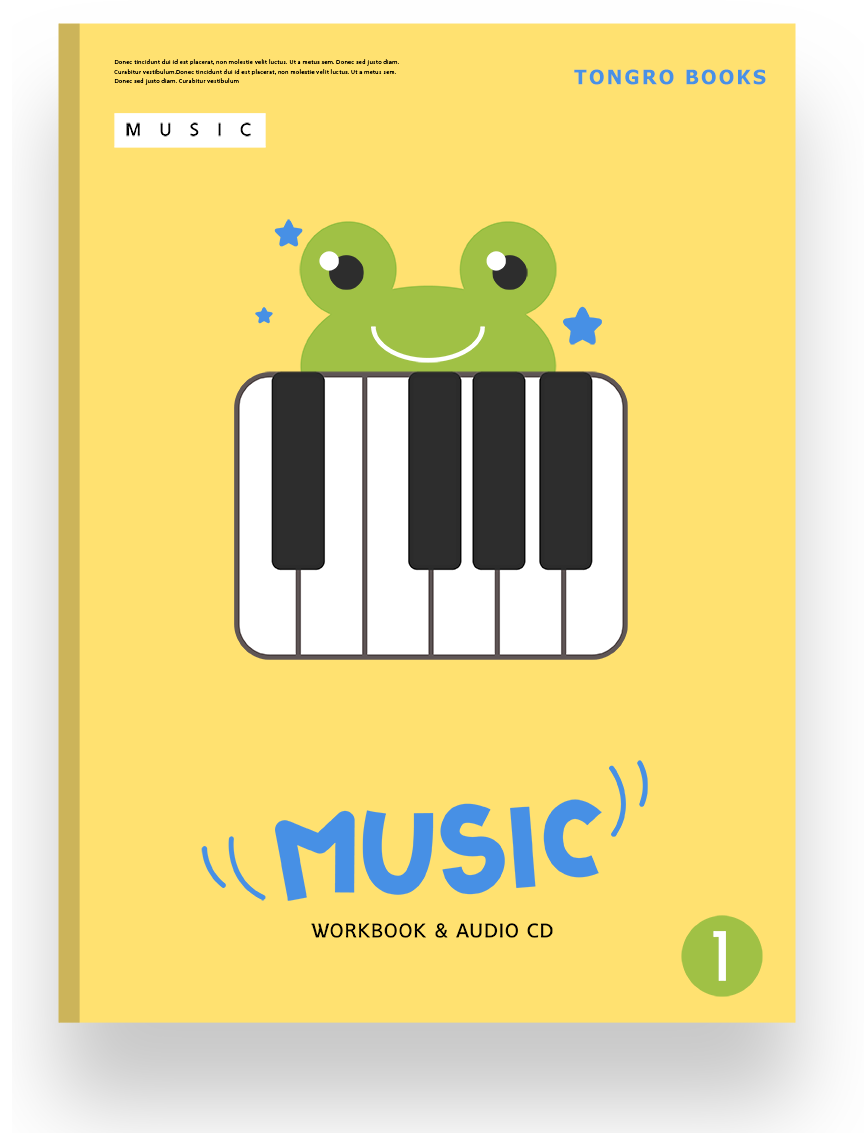 Donec tincidunt dui id est placerat, non molestie velit luctus. Ut a metus sem. Donec sed justo diam.
Curabitur vestibulum.Donec tincidunt dui id est placerat, non molestie velit luctus. Ut a metus sem.
Donec sed justo diam. Curabitur vestibulum
TONGRO BOOKS
MUSIC
MUSIC
WORKBOOK & AUDIO CD
1